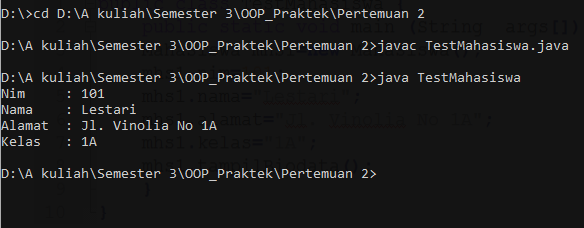 D:\>cd D:\A kuliah\Semester 3\OOP_Praktek\Pertemuan 2
D:\A kuliah\Semester 3\OOP_Praktek\Pertemuan 2>javac TestMahasiswa.java
D:\A kuliah\Semester 3\OOP_Praktek\Pertemuan 2>java TestMahasiswa
Nim : 101
Nama : Lestari
Alamat : Jl. Vinolia No 1A
Kelas : 1A
D:\A kuliah\Semester 3\OOP_Praktek\Pertemuan 2>